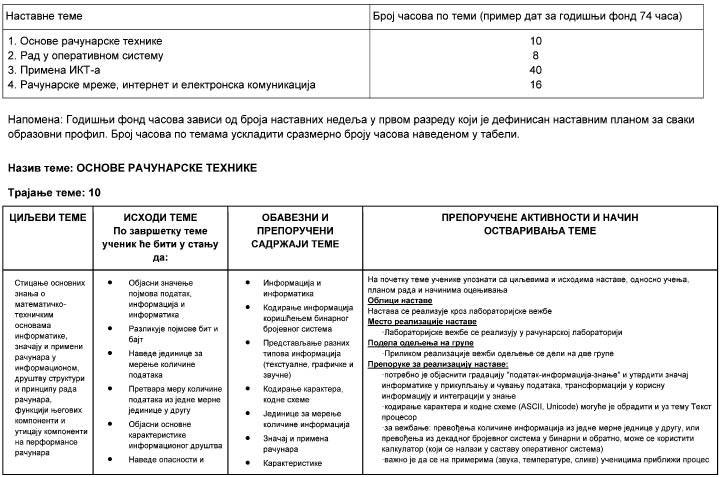 Наставне теме
Број часова по теми (пример дат за годишњи фонд 74 часа)
1. Основе рачунарске технике
10
2. Рад у оперативном систему
8
3. Примена ИКТ-а
40
4. Рачунарске мреже, интернет и електронска комуникација
16
Напомена: Годишњи фонд часова зависи од броја наставних недеља у првом разреду који је дефинисан наставним планом за сваки
образовни профил. Број часова по темама ускладити сразмерно броју часова наведеном у табели.
Назив теме: ОСНОВЕ РАЧУНАРСКЕ ТЕХНИКЕ
Трајање теме: 10
ЦИЉЕВИ ТЕМЕ
ИСХОДИ ТЕМЕ
По завршетку теме
ученик ће бити у стању
да:
ОБАВЕЗНИ И
ПРЕПОРУЧЕНИ
САДРЖАЈИ ТЕМЕ
ПРЕПОРУЧЕНЕ АКТИВНОСТИ И НАЧИН
ОСТВАРИВАЊА ТЕМЕ
Стицање основних
знања о
математичко-
техничким
основама
информатике,
значају и примени
рачунара у
информационом,
друштву структури
и принципу рада
рачунара,
функцији његових
компоненти и
утицају компоненти
на перформансе
рачунара
• Објасни значење
појмова податак,
информација и
информатика
• Разликује појмове бит и
бајт
• Наведе јединице за
мерење количине
података
• Претвара меру количине
података из једне мерне
јединице у другу
• Објасни основне
карактеристике
информационог друштва
• Наведе опасности и
• Информација и
информатика
• Кодирање информација
коришћењем бинарног
бројевног система
• Представљање разних
типова информација
(текстуалне, графичке и
звучне)
• Кодирање карактера,
кодне схеме
• Јединице за мерење
количине информација
• Значај и примена
рачунара
• Карактеристике
На почетку теме ученике упознати са циљевима и исходима наставе, односно учења,
планом рада и начинима оцењивања
Облици наставе
Настава се реализује кроз лабораторијске вежбе
Место реализације наставе
·Лабораторијске вежбе се реализују у рачунарској лабораторији
Подела одељења на групе
·Приликом реализације вежби одељење се дели на две групе
Препоруке за реализацију наставе:
·потребно је објаснити градацију "податак-информација-знање" и утврдити значај
информатике у прикупљању и чувању података, трансформацији у корисну
информацију и интеграцији у знање
·кодирање карактера и кодне схеме (ASCII, Unicode) могуће је обрадити и уз тему Текст
процесор
·за вежбање: превођења количине информација из једне мерне јединице у другу, или
превођења из декадног бројевног система у бинарни и обратно, може се користити
калкулатор (који се налази у саставу оперативног система)
·важно је да се на примерима (звука, температуре, слике) ученицима приближи процес